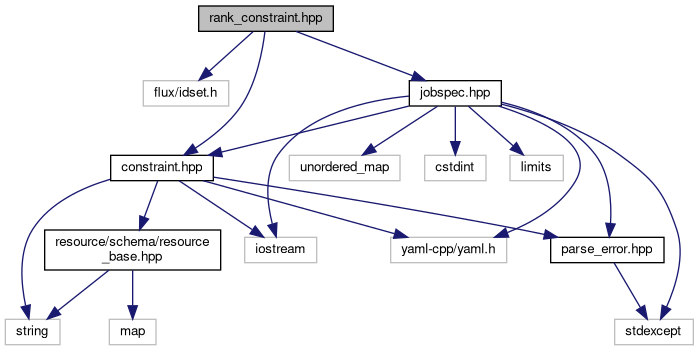 rank_constraint.hpp
flux/idset.h
jobspec.hpp
constraint.hpp
unordered_map
cstdint
limits
resource/schema/resource
_base.hpp
iostream
yaml-cpp/yaml.h
parse_error.hpp
string
map
stdexcept